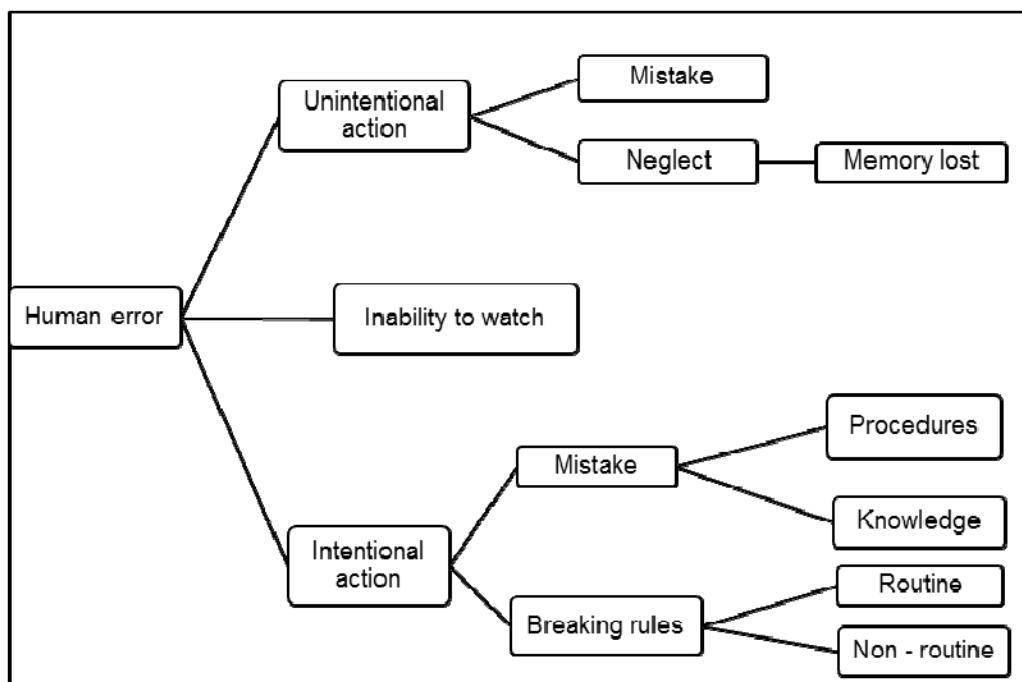 Mistake
Unintentional
action
Neglect
Memory lost
Human error
Inability to watch
Procedures
Mistake
Knowledge
Intentional
action
Routine
Breaking rules
Non - routine